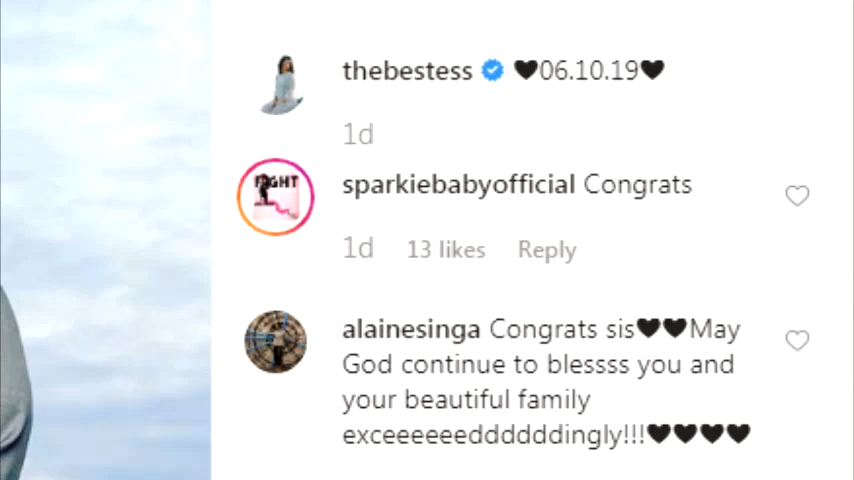 thebestess 🖤06.10.19🖤
1d
FIGHT
sparkiebabyofficial Congrats
1d 13 likes Reply
alainesinga Congrats sis🖤🖤May
God continue to blessss you and
your beautiful family
exceeeeeeddddddingly!!!🖤🖤🖤🖤